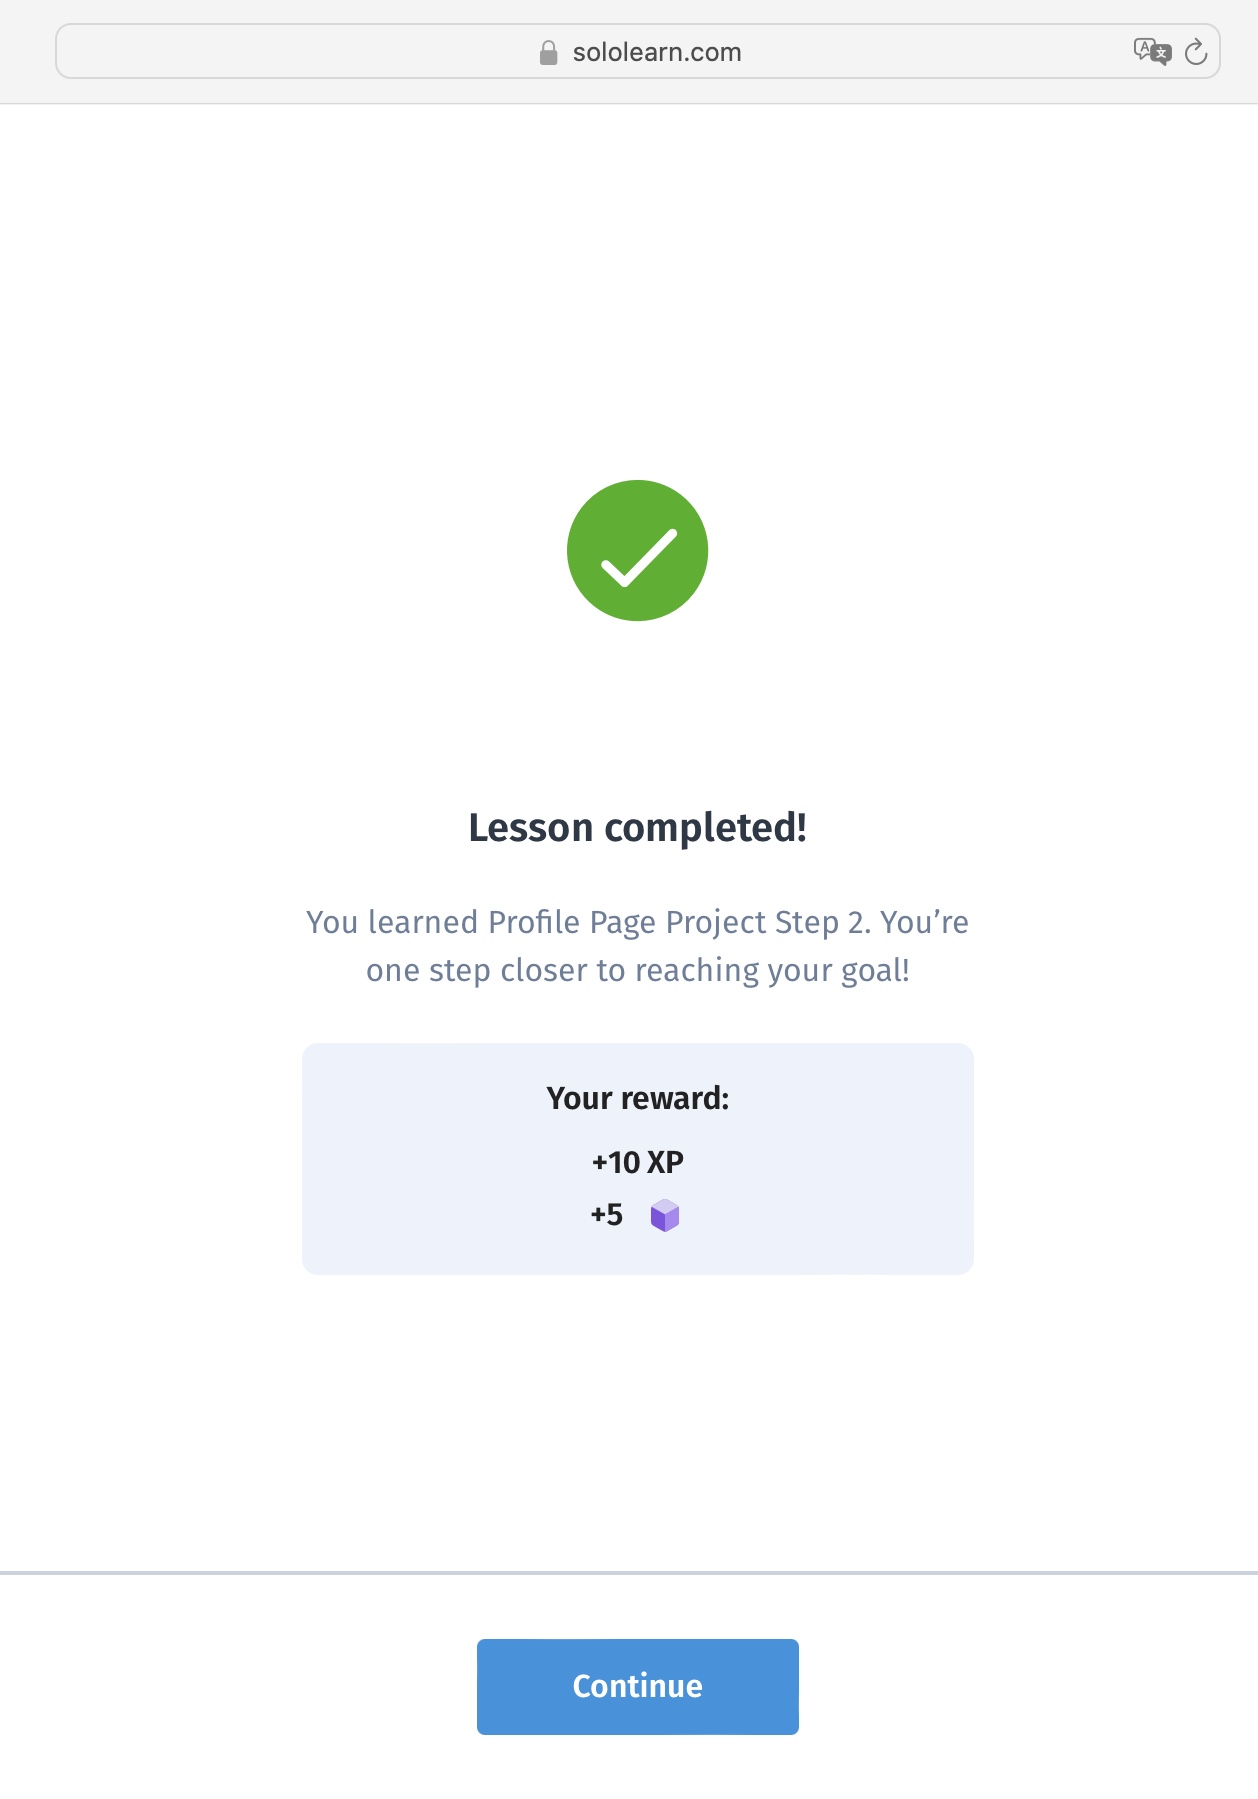 sololearn.com
A 文
Lesson completed!
You learned Profile Page Project Step 2. You’re
one step closer to reaching your goal!
Your reward:
+10 XP
+5
Continue